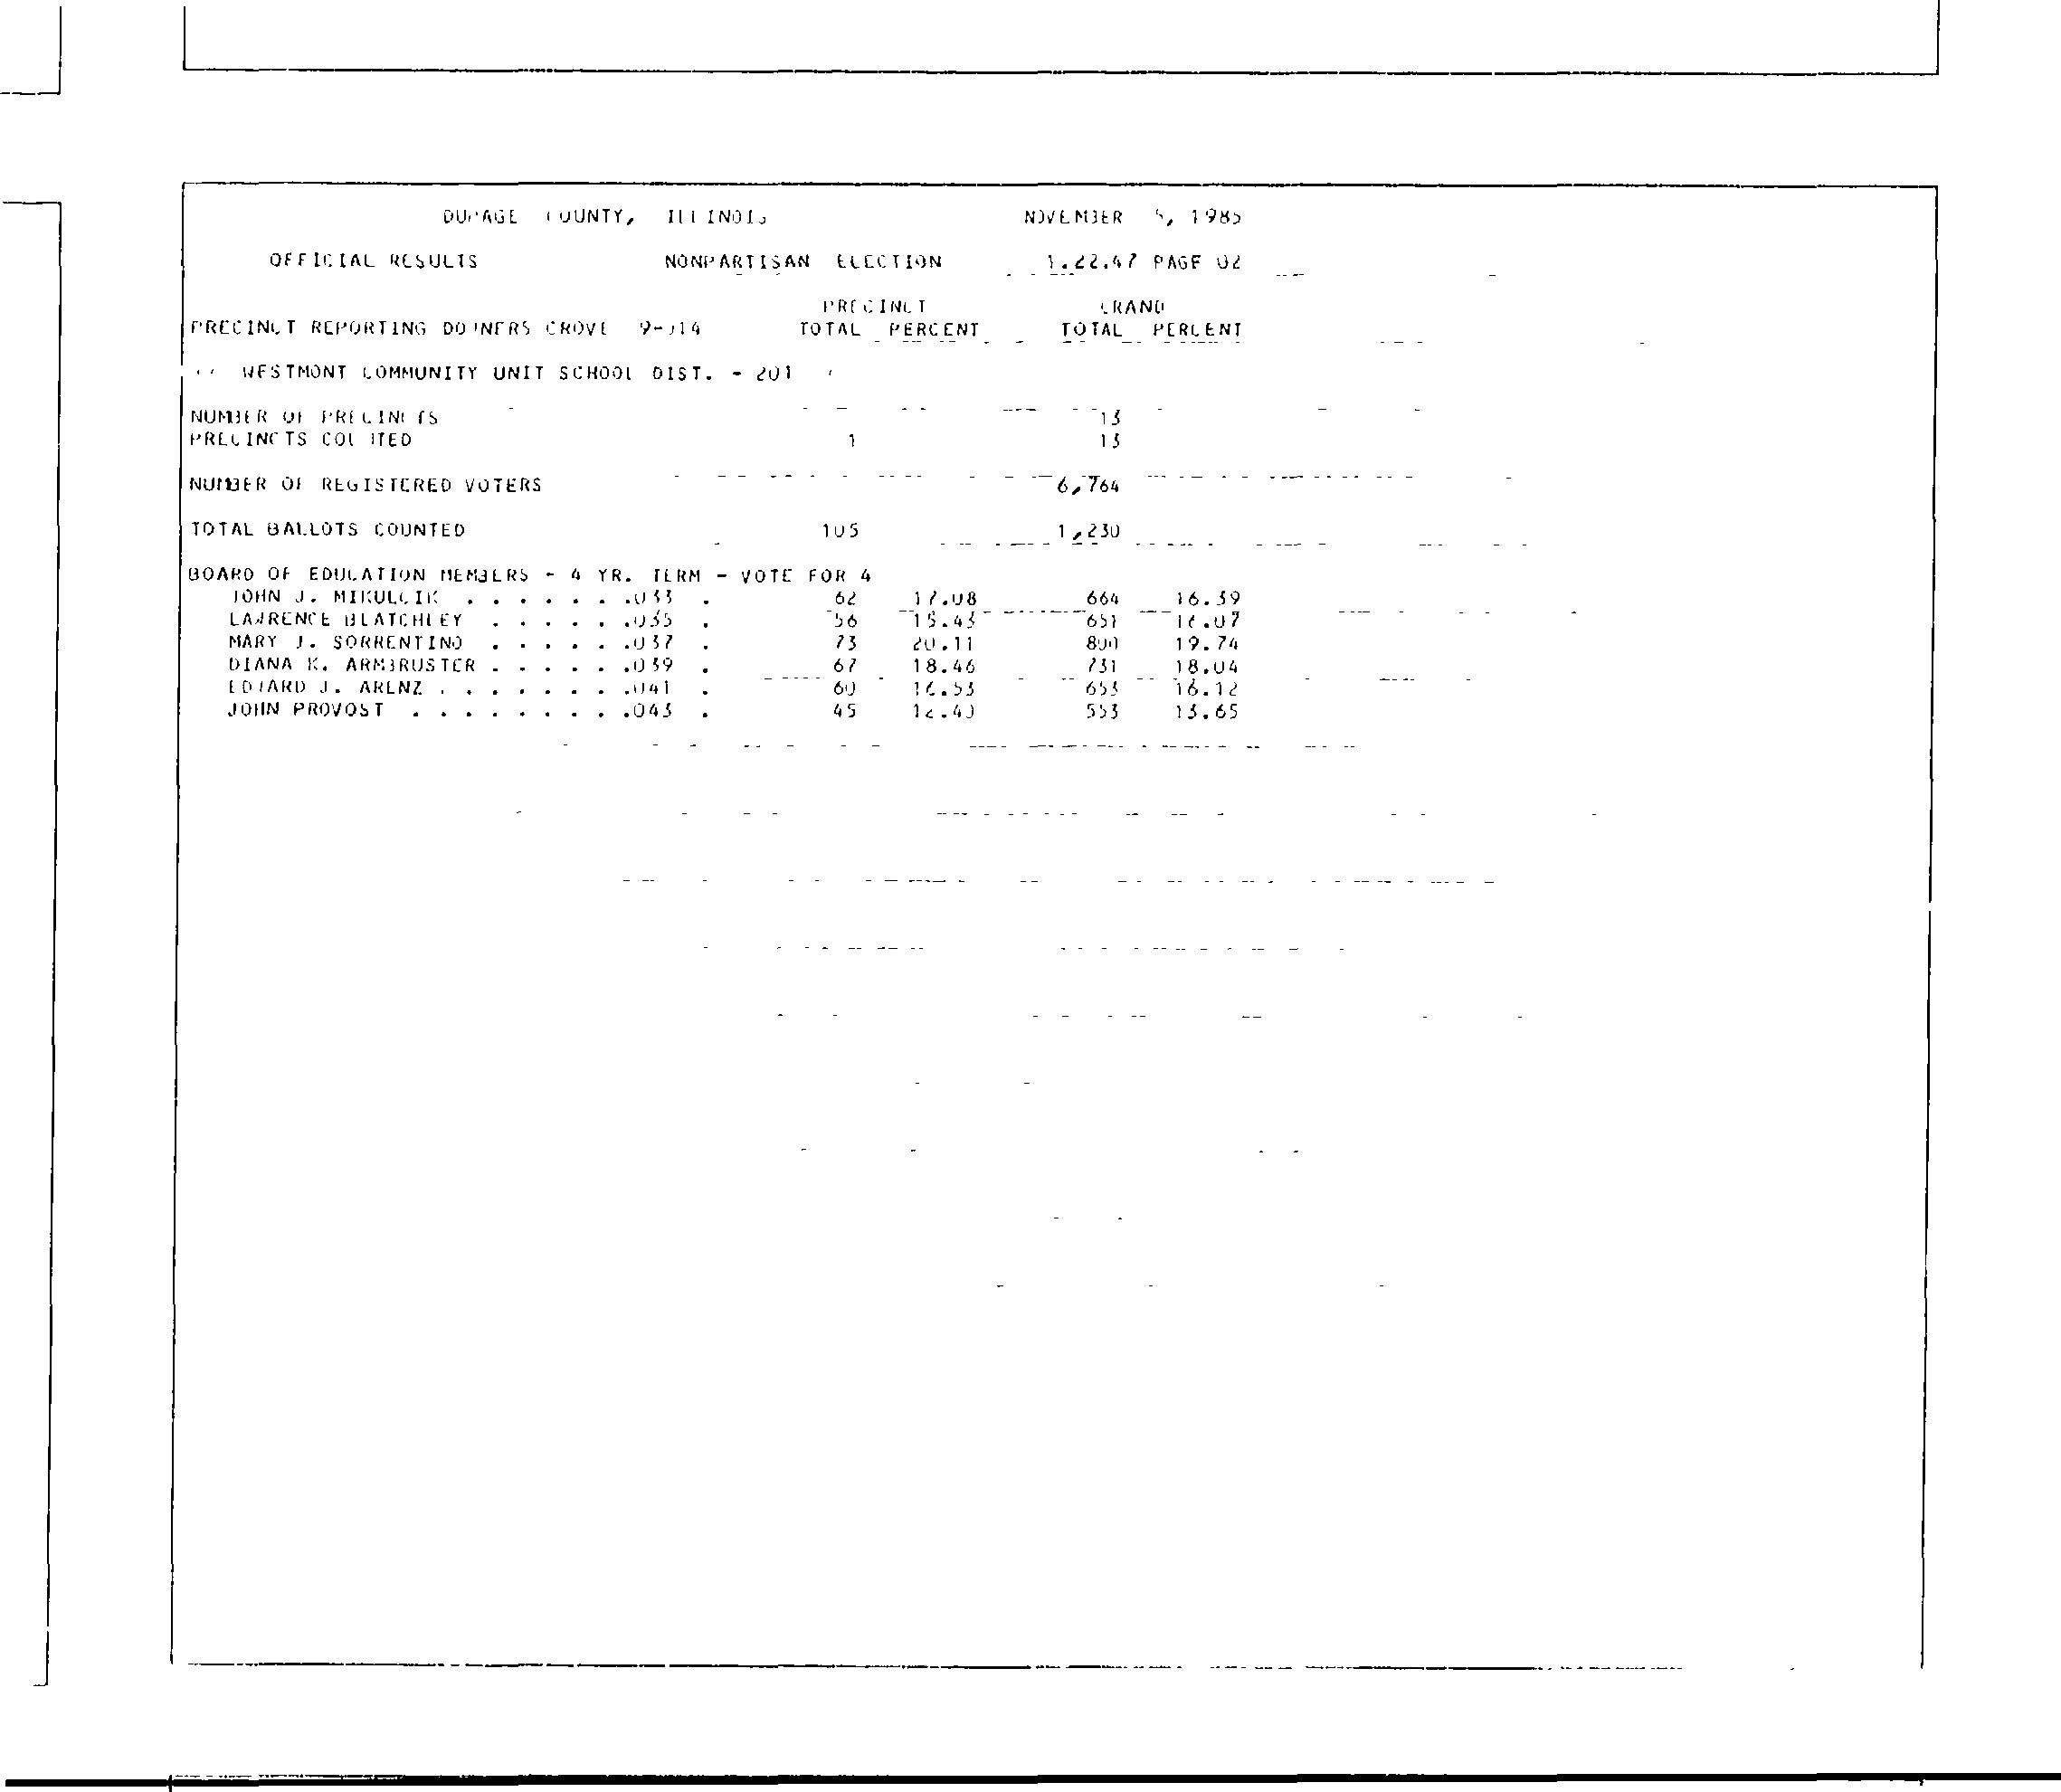 DUPAGE COUNTY, ILLINOIS NOVEMBER 5, 1985
OFFICIAL RESULTS NONPARTISAN ELECTION 1.22.47 PAGE 02
PRECINCT GRAND
PRECINCT REPORTING DOWNERS GROVE 9-014 TOTAL PERCENT TOTAL PERCENT
WESTMONT COMMUNITY UNIT SCHOOL DIST. - 201
NUMBER OF PRECINCTS 13
PRECINCTS COUNTED 1 13
NUMBER OF REGISTERED VOTERS 6,764
TOTAL BALLOTS COUNTED 105 1,230
BOARD OF EDUCATION MEMBERS - 4 YR. TERM - VOTE FOR 4
JOHN J. MIKULCIK . . . . . . .033 . 62 17.08 664 16.39
LAWRENCE BLATCHLEY . . . . . .035 . 56 15.43 651 16.07
MARY J. SORRENTINO . . . . . .037 . 73 20.11 800 19.74
DIANA K. ARMBRUSTER . . . . . .039 . 67 18.46 731 18.04
EDWARD J. ARENZ . . . . . . . .041 . 60 16.53 653 16.12
JOHN PROVOST . . . . . . . . .043 . 45 12.40 553 13.65